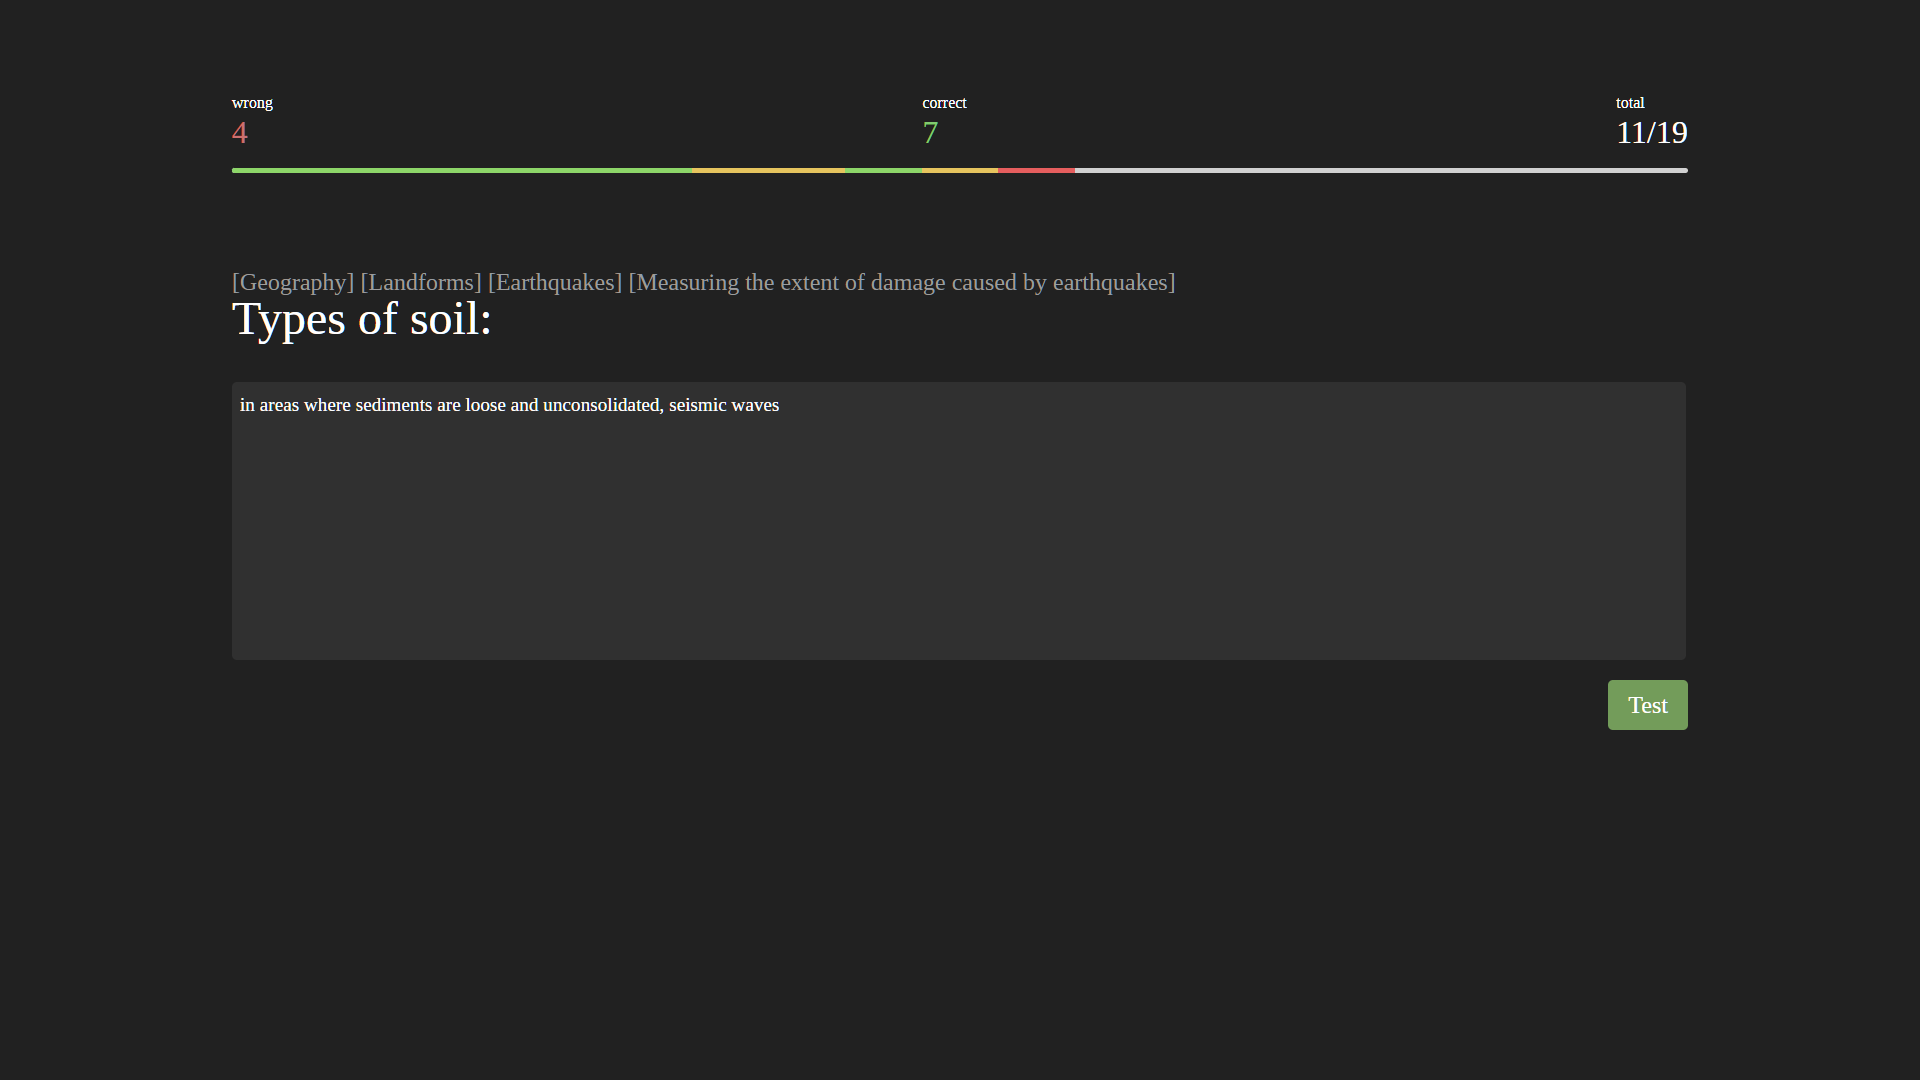 wrong
4
correct
7
total
11/19
[Geography] [Landforms] [Earthquakes] [Measuring the extent of damage caused by earthquakes]
Types of soil:
in areas where sediments are loose and unconsolidated, seismic waves
Test